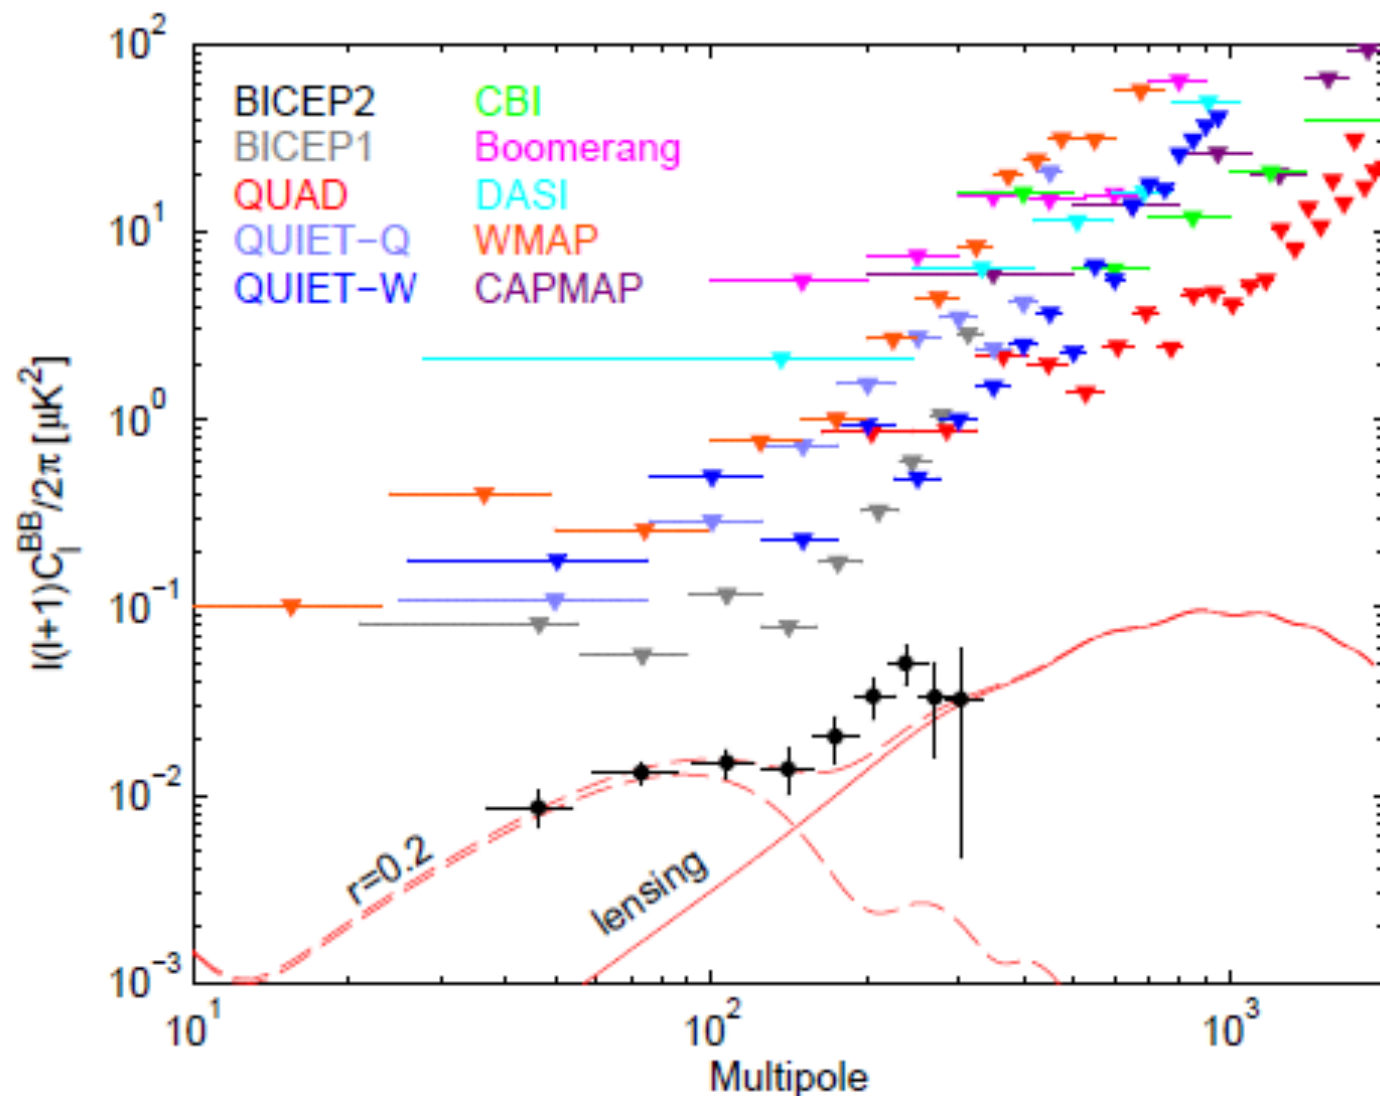 10²
BICEP2 CBI
BICEP1 Boomerang
QUAD DASI
QUIET−Q WMAP
QUIET−W CAPMAP
10¹
10⁰
10⁻¹
10⁻²
10⁻³
l(l+1)C_l^BB/2π [μK²]
r=0.2
lensing
10¹ 10² 10³
Multipole